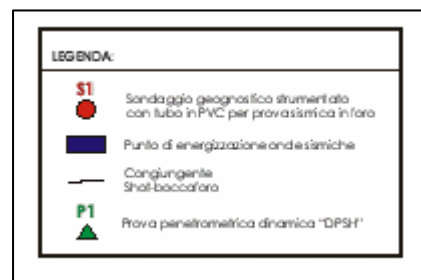 LEGENDA:
S1
Sondaggio geognostico strumentato
con tubo in PVC per prova sismica in foro
Punto di energizzazione onde sismiche
Congiungente
Shot-boccaforo
P1
Prova penetrometrica dinamica "DPSH"